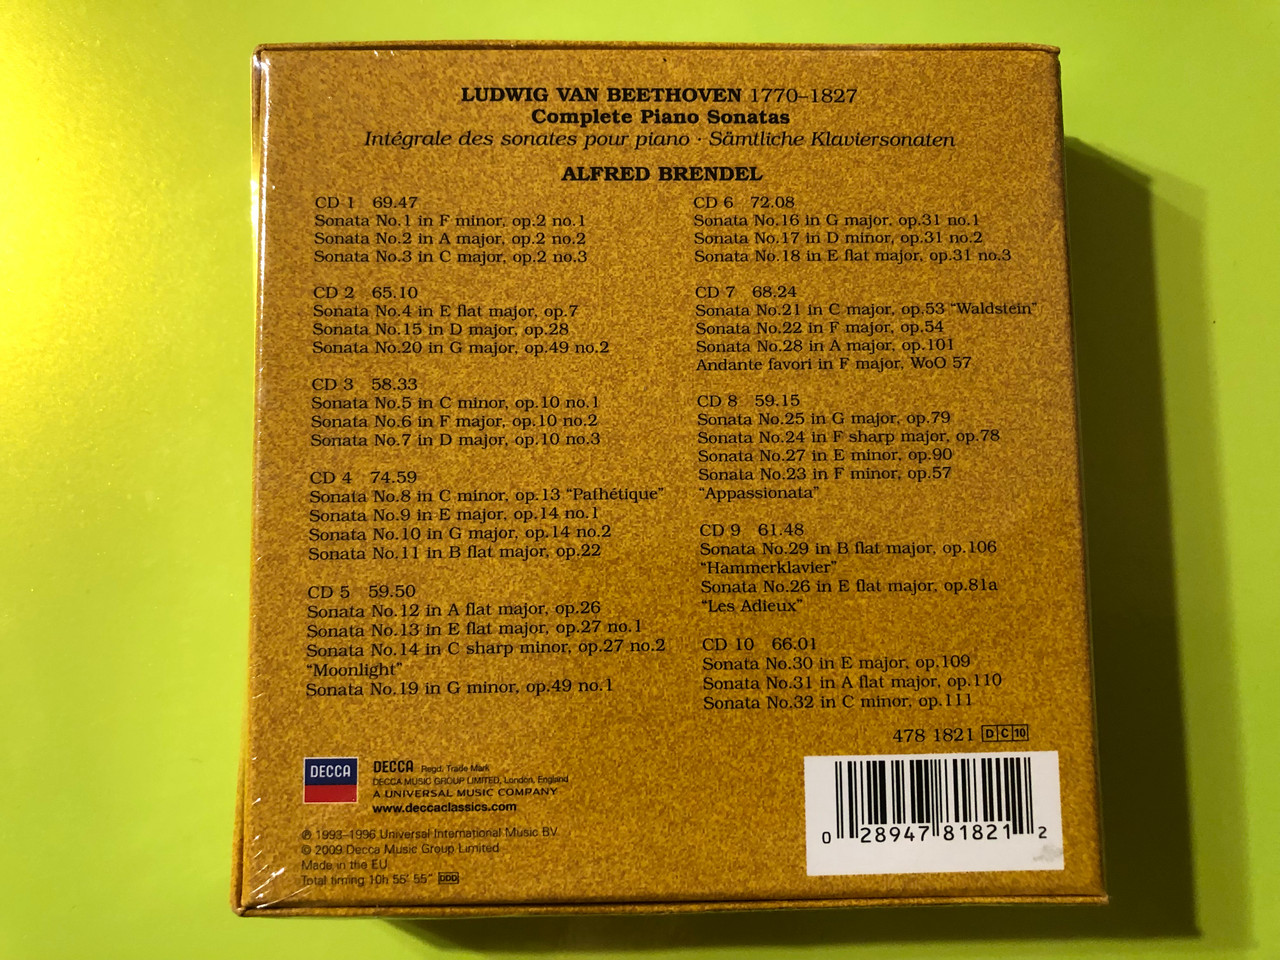 LUDWIG VAN BEETHOVEN 1770–1827
Complete Piano Sonatas
Intégrale des sonates pour piano · Sämtliche Klaviersonaten
ALFRED BRENDEL
CD 1 69.47
Sonata No.1 in F minor, op.2 no.1
Sonata No.2 in A major, op.2 no.2
Sonata No.3 in C major, op.2 no.3
CD 2 65.10
Sonata No.4 in E flat major, op.7
Sonata No.15 in D major, op.28
Sonata No.20 in G major, op.49 no.2
CD 3 58.33
Sonata No.5 in C minor, op.10 no.1
Sonata No.6 in F major, op.10 no.2
Sonata No.7 in D major, op.10 no.3
CD 4 74.59
Sonata No.8 in C minor, op.13 “Pathétique”
Sonata No.9 in E major, op.14 no.1
Sonata No.10 in G major, op.14 no.2
Sonata No.11 in B flat major, op.22
CD 5 59.50
Sonata No.12 in A flat major, op.26
Sonata No.13 in E flat major, op.27 no.1
Sonata No.14 in C sharp minor, op.27 no.2
“Moonlight”
Sonata No.19 in G minor, op.49 no.1
CD 6 72.08
Sonata No.16 in G major, op.31 no.1
Sonata No.17 in D minor, op.31 no.2
Sonata No.18 in E flat major, op.31 no.3
CD 7 68.24
Sonata No.21 in C major, op.53 “Waldstein”
Sonata No.22 in F major, op.54
Sonata No.28 in A major, op.101
Andante favori in F major, WoO 57
CD 8 59.15
Sonata No.25 in G major, op.79
Sonata No.24 in F sharp major, op.78
Sonata No.27 in E minor, op.90
Sonata No.23 in F minor, op.57
“Appassionata”
CD 9 61.48
Sonata No.29 in B flat major, op.106
“Hammerklavier”
Sonata No.26 in E flat major, op.81a
“Les Adieux”
CD 10 66.01
Sonata No.30 in E major, op.109
Sonata No.31 in A flat major, op.110
Sonata No.32 in C minor, op.111
478 1821 D C 10
DECCA
DECCA Regd. Trade Mark
DECCA MUSIC GROUP LIMITED, London, England
A UNIVERSAL MUSIC COMPANY
www.deccaclassics.com
℗ 1993–1996 Universal International Music BV
© 2009 Decca Music Group Limited
Made in the EU
Total timing 10h 55' 55" DDD
0 28947 81821 2